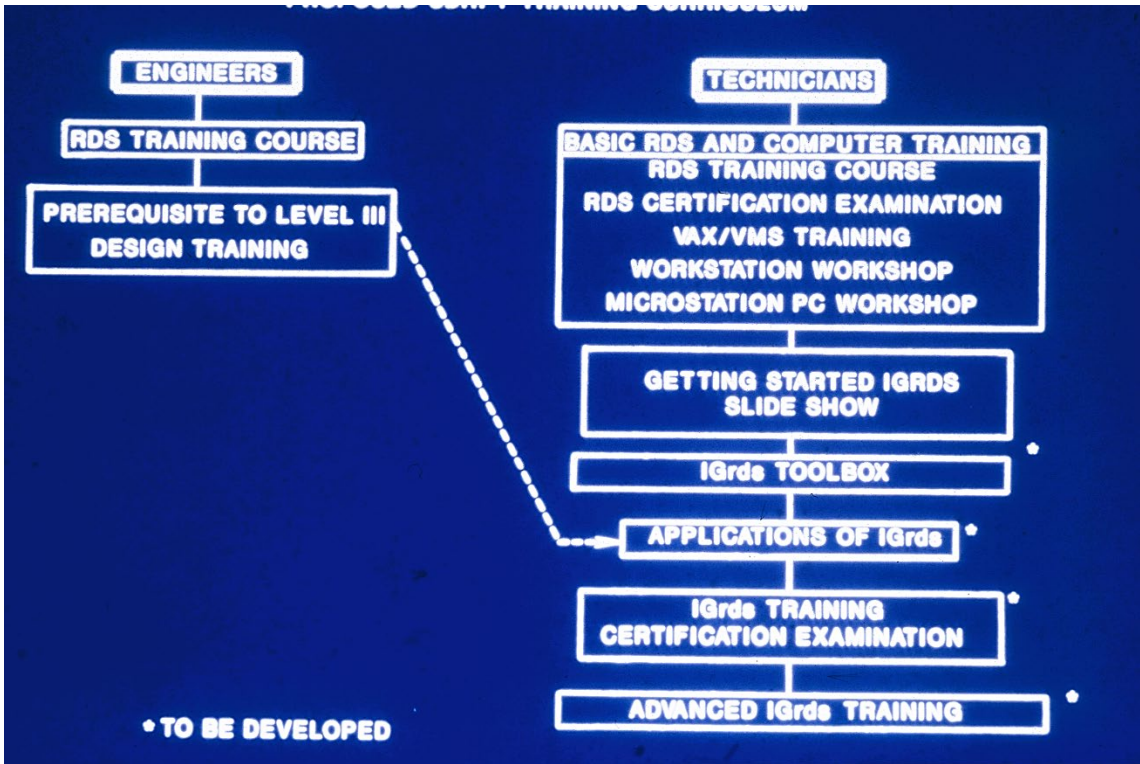 TRAINING CURRICULUM
ENGINEERS
RDS TRAINING COURSE
PREREQUISITE TO LEVEL III
DESIGN TRAINING
TECHNICIANS
BASIC RDS AND COMPUTER TRAINING
RDS TRAINING COURSE
RDS CERTIFICATION EXAMINATION
VAX/VMS TRAINING
WORKSTATION WORKSHOP
MICROSTATION PC WORKSHOP
GETTING STARTED IGRDS
SLIDE SHOW
IGrds TOOLBOX *
APPLICATIONS OF IGrds *
IGrds TRAINING *
CERTIFICATION EXAMINATION
ADVANCED IGrds TRAINING *
* TO BE DEVELOPED